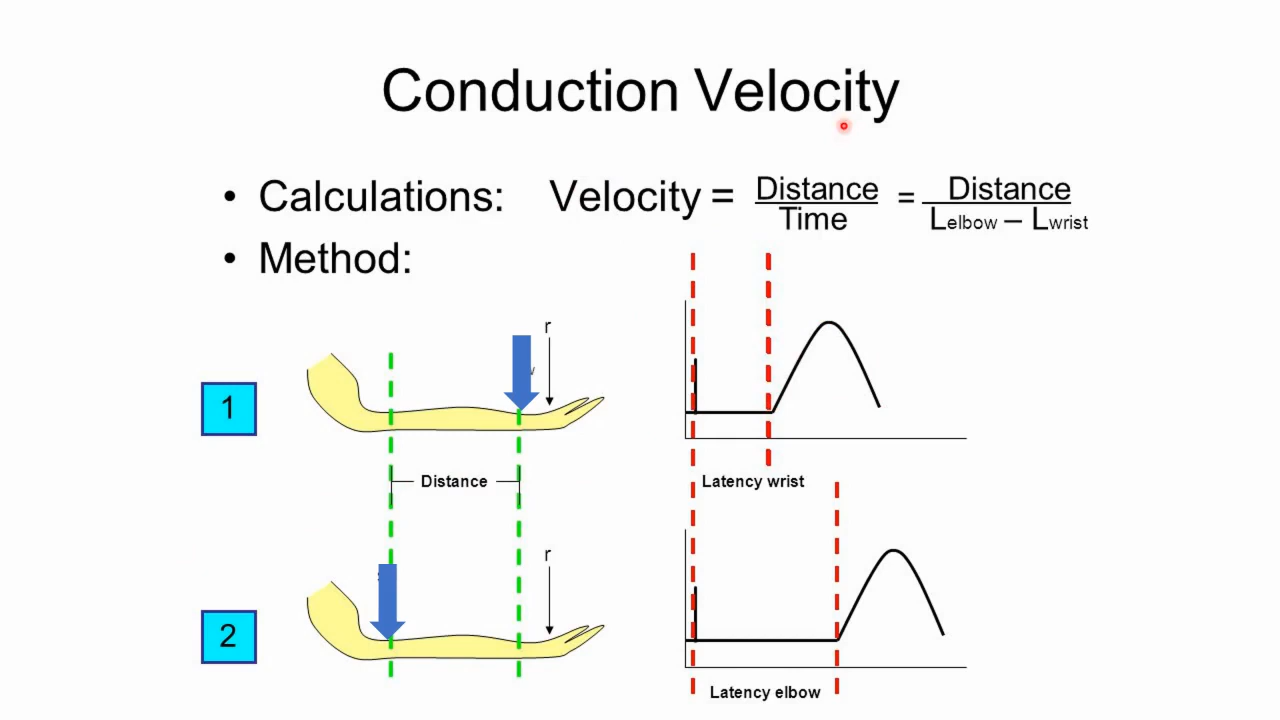 Conduction Velocity
• Calculations: Velocity = Distance / Time = Distance / Lelbow – Lwrist
• Method:
1
r
Distance
Latency wrist
2
r
Latency elbow